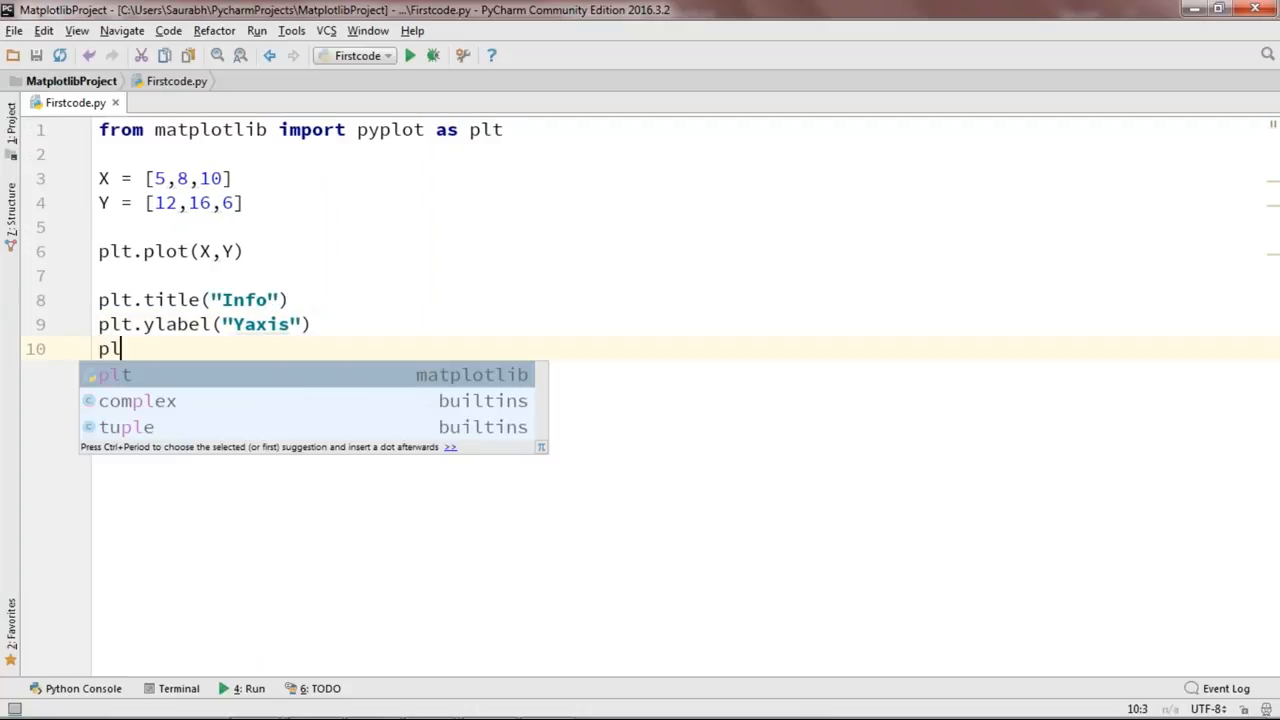 MatplotlibProject - [C:\Users\Saurabh\PycharmProjects\MatplotlibProject] - ...\Firstcode.py - PyCharm Community Edition 2016.3.2
File Edit View Navigate Code Refactor Run Tools VCS Window Help
Firstcode
MatplotlibProject Firstcode.py
Firstcode.py
1: Project
Z: Structure
2: Favorites
1 from matplotlib import pyplot as plt
2
3 X = [5,8,10]
4 Y = [12,16,6]
5
6 plt.plot(X,Y)
7
8 plt.title("Info")
9 plt.ylabel("Yaxis")
10 pl
plt matplotlib
complex builtins
tuple builtins
Press Ctrl+Period to choose the selected (or first) suggestion and insert a dot afterwards >> π
Python Console Terminal 4: Run 6: TODO Event Log
10:3 n/a UTF-8